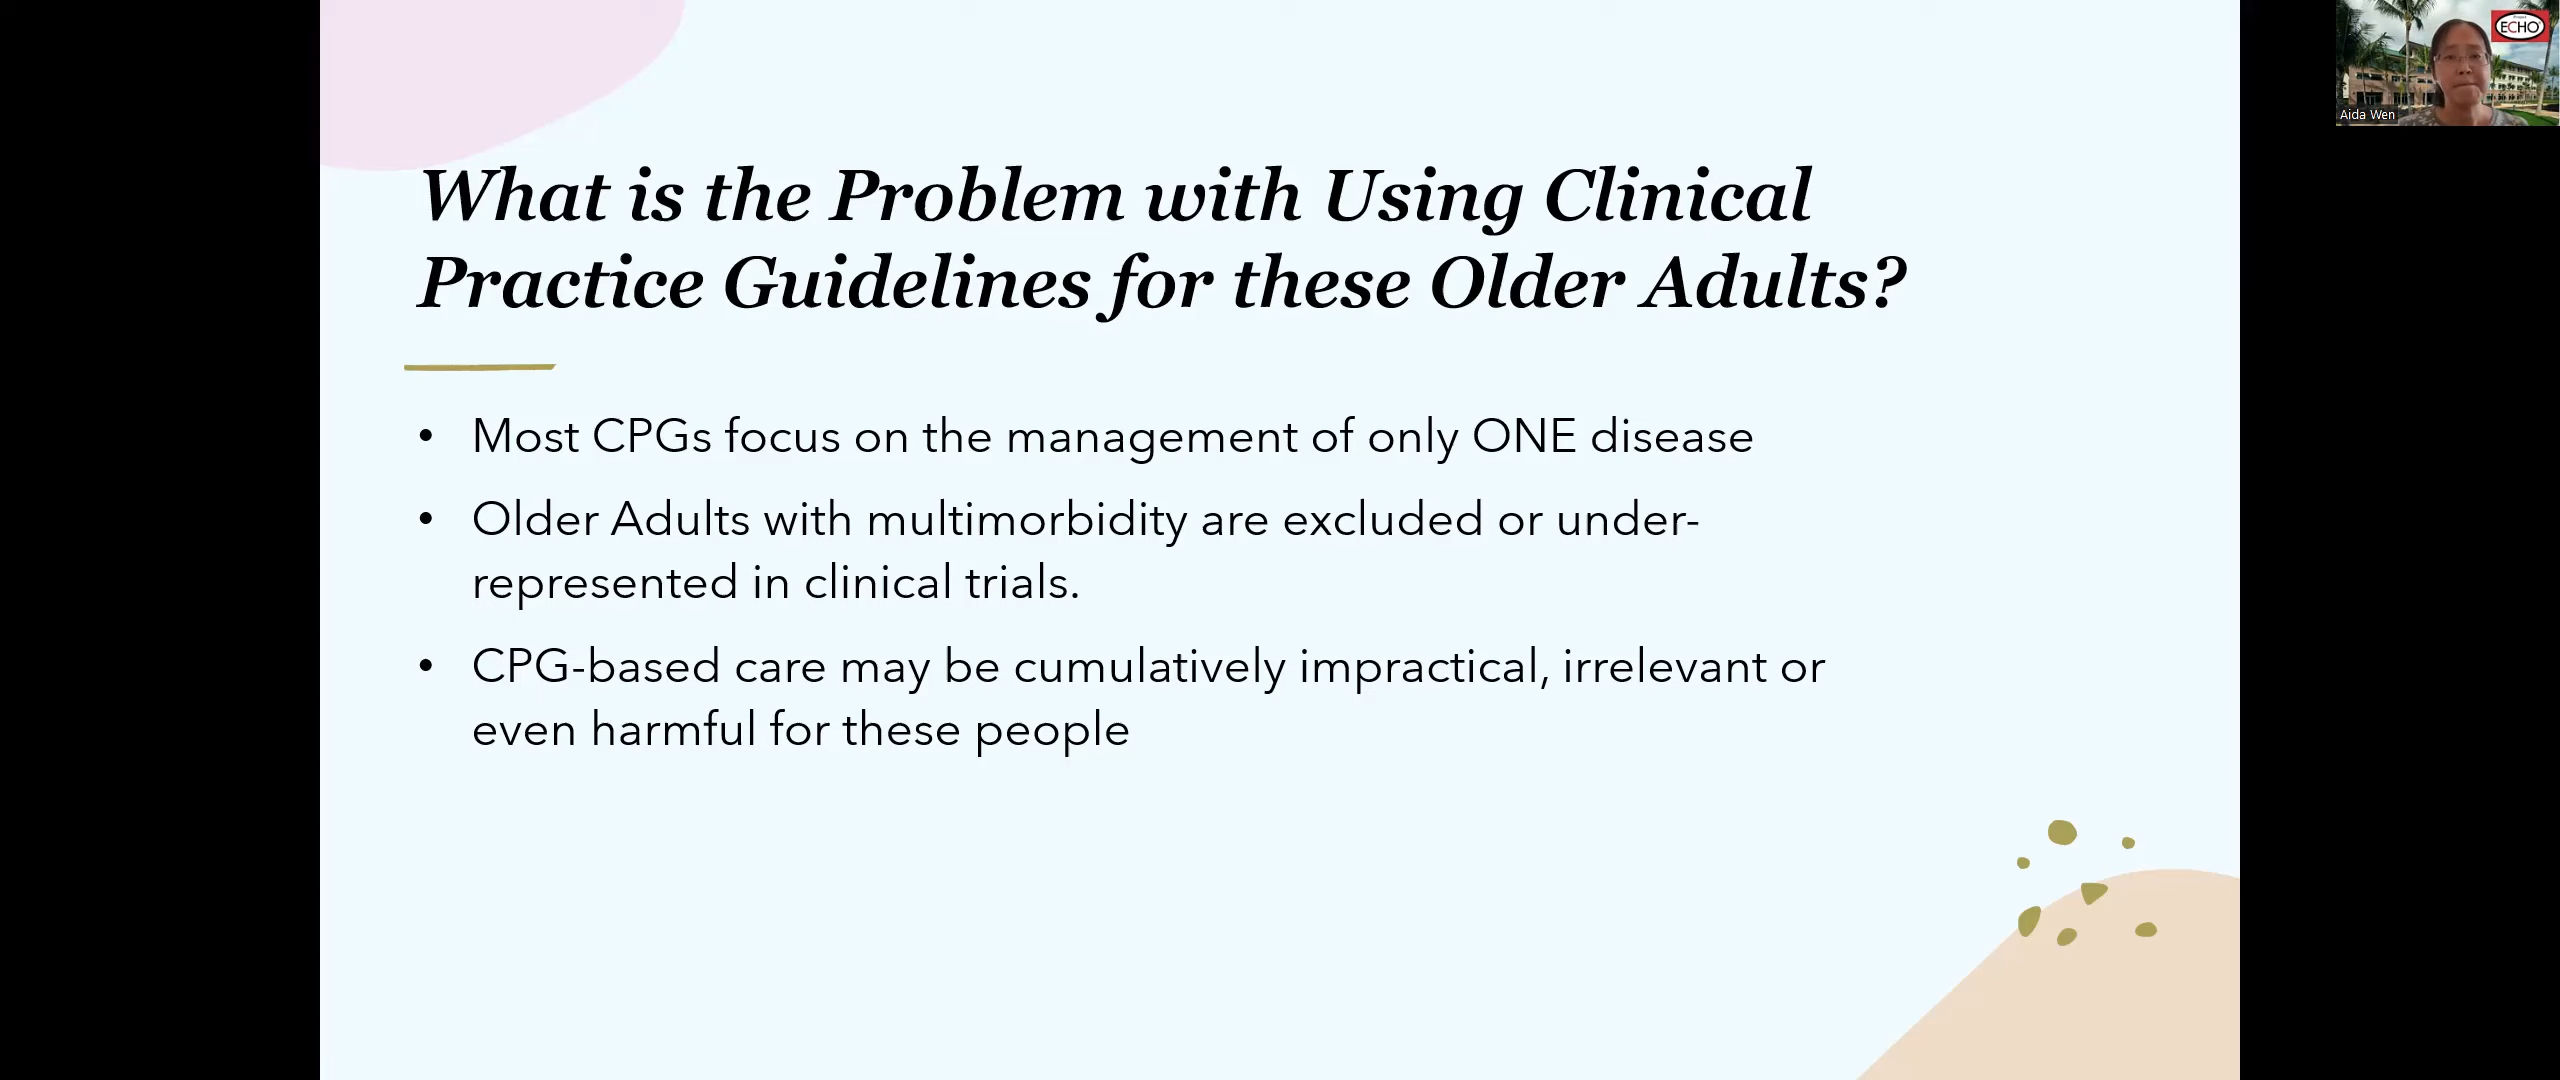 What is the Problem with Using Clinical
Practice Guidelines for these Older Adults?
• Most CPGs focus on the management of only ONE disease
• Older Adults with multimorbidity are excluded or under-
represented in clinical trials.
• CPG-based care may be cumulatively impractical, irrelevant or
even harmful for these people
ECHO
Aida Wen